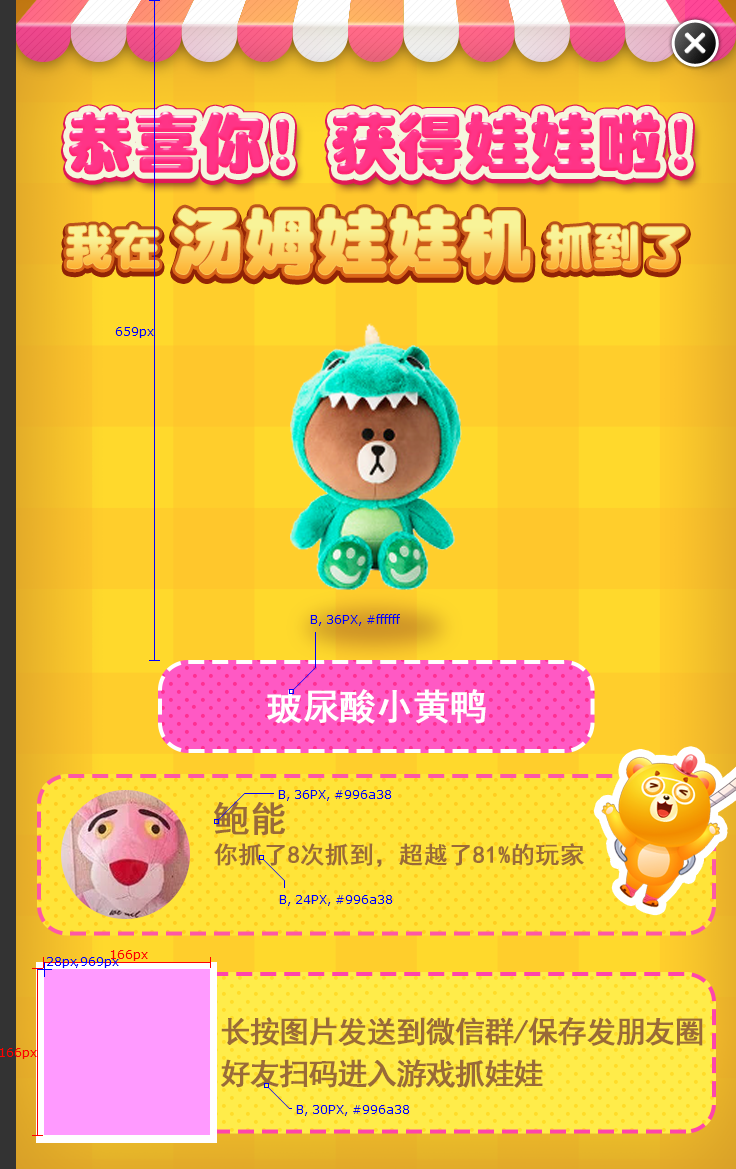 恭喜你！获得娃娃啦！
我在汤姆娃娃机抓到了
659px
B, 36PX, #ffffff
玻尿酸小黄鸭
B, 36PX, #996a38
鲍能
你抓了8次抓到，超越了81%的玩家
B, 24PX, #996a38
166px
28px,969px
166px
长按图片发送到微信群/保存发朋友圈
好友扫码进入游戏抓娃娃
B, 30PX, #996a38